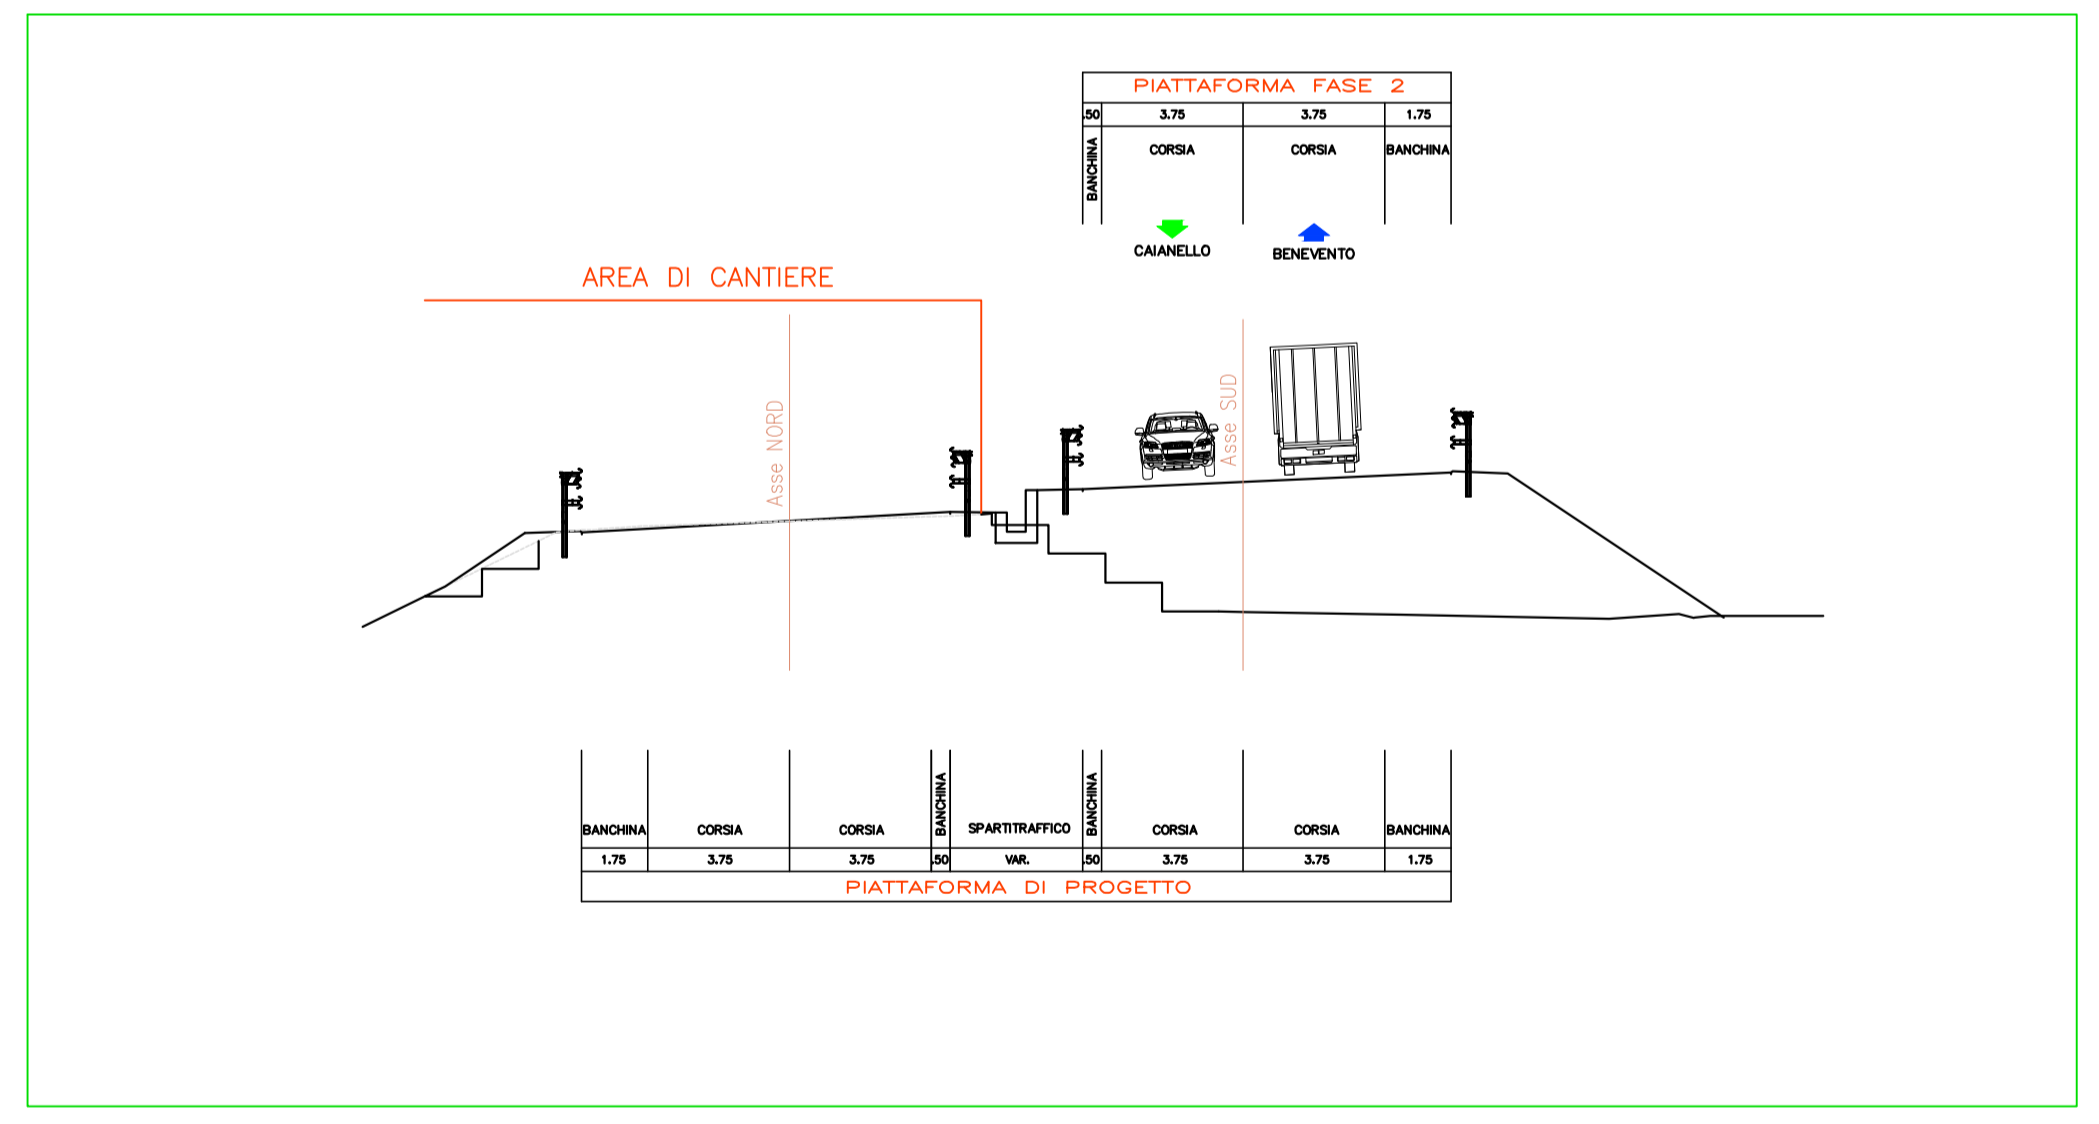 PIATTAFORMA FASE 2
.50 3.75 3.75 1.75
BANCHINA CORSIA CORSIA BANCHINA
CAIANELLO BENEVENTO
AREA DI CANTIERE
Asse NORD
Asse SUD
BANCHINA CORSIA CORSIA BANCHINA SPARTITRAFFICO BANCHINA CORSIA CORSIA BANCHINA
1.75 3.75 3.75 .50 VAR. .50 3.75 3.75 1.75
PIATTAFORMA DI PROGETTO